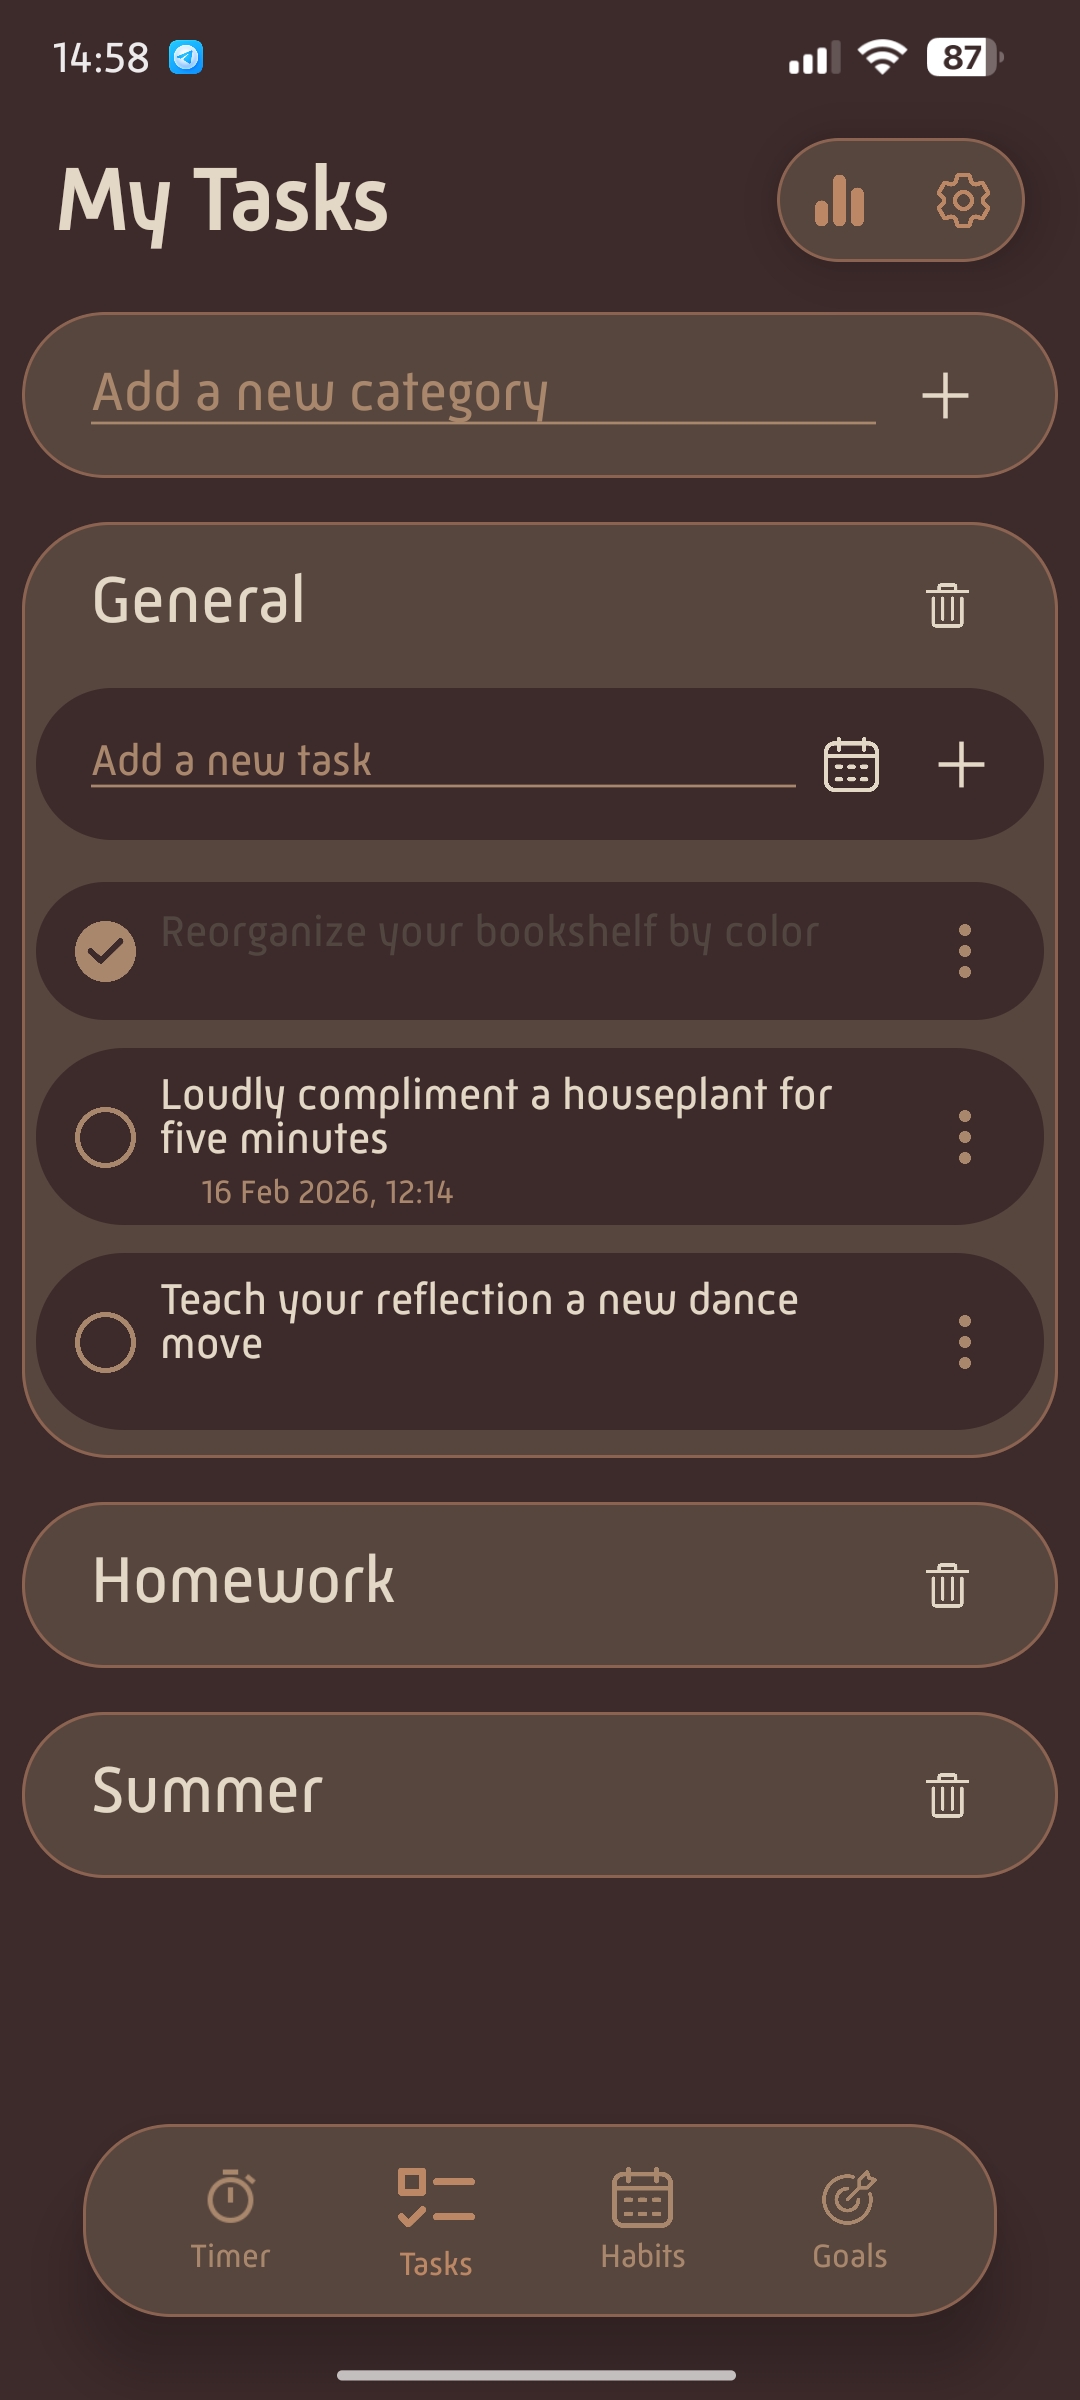 14:58
87
My Tasks
Add a new category
General
Add a new task
Reorganize your bookshelf by color
Loudly compliment a houseplant for
five minutes
16 Feb 2026, 12:14
Teach your reflection a new dance
move
Homework
Summer
Timer
Tasks
Habits
Goals